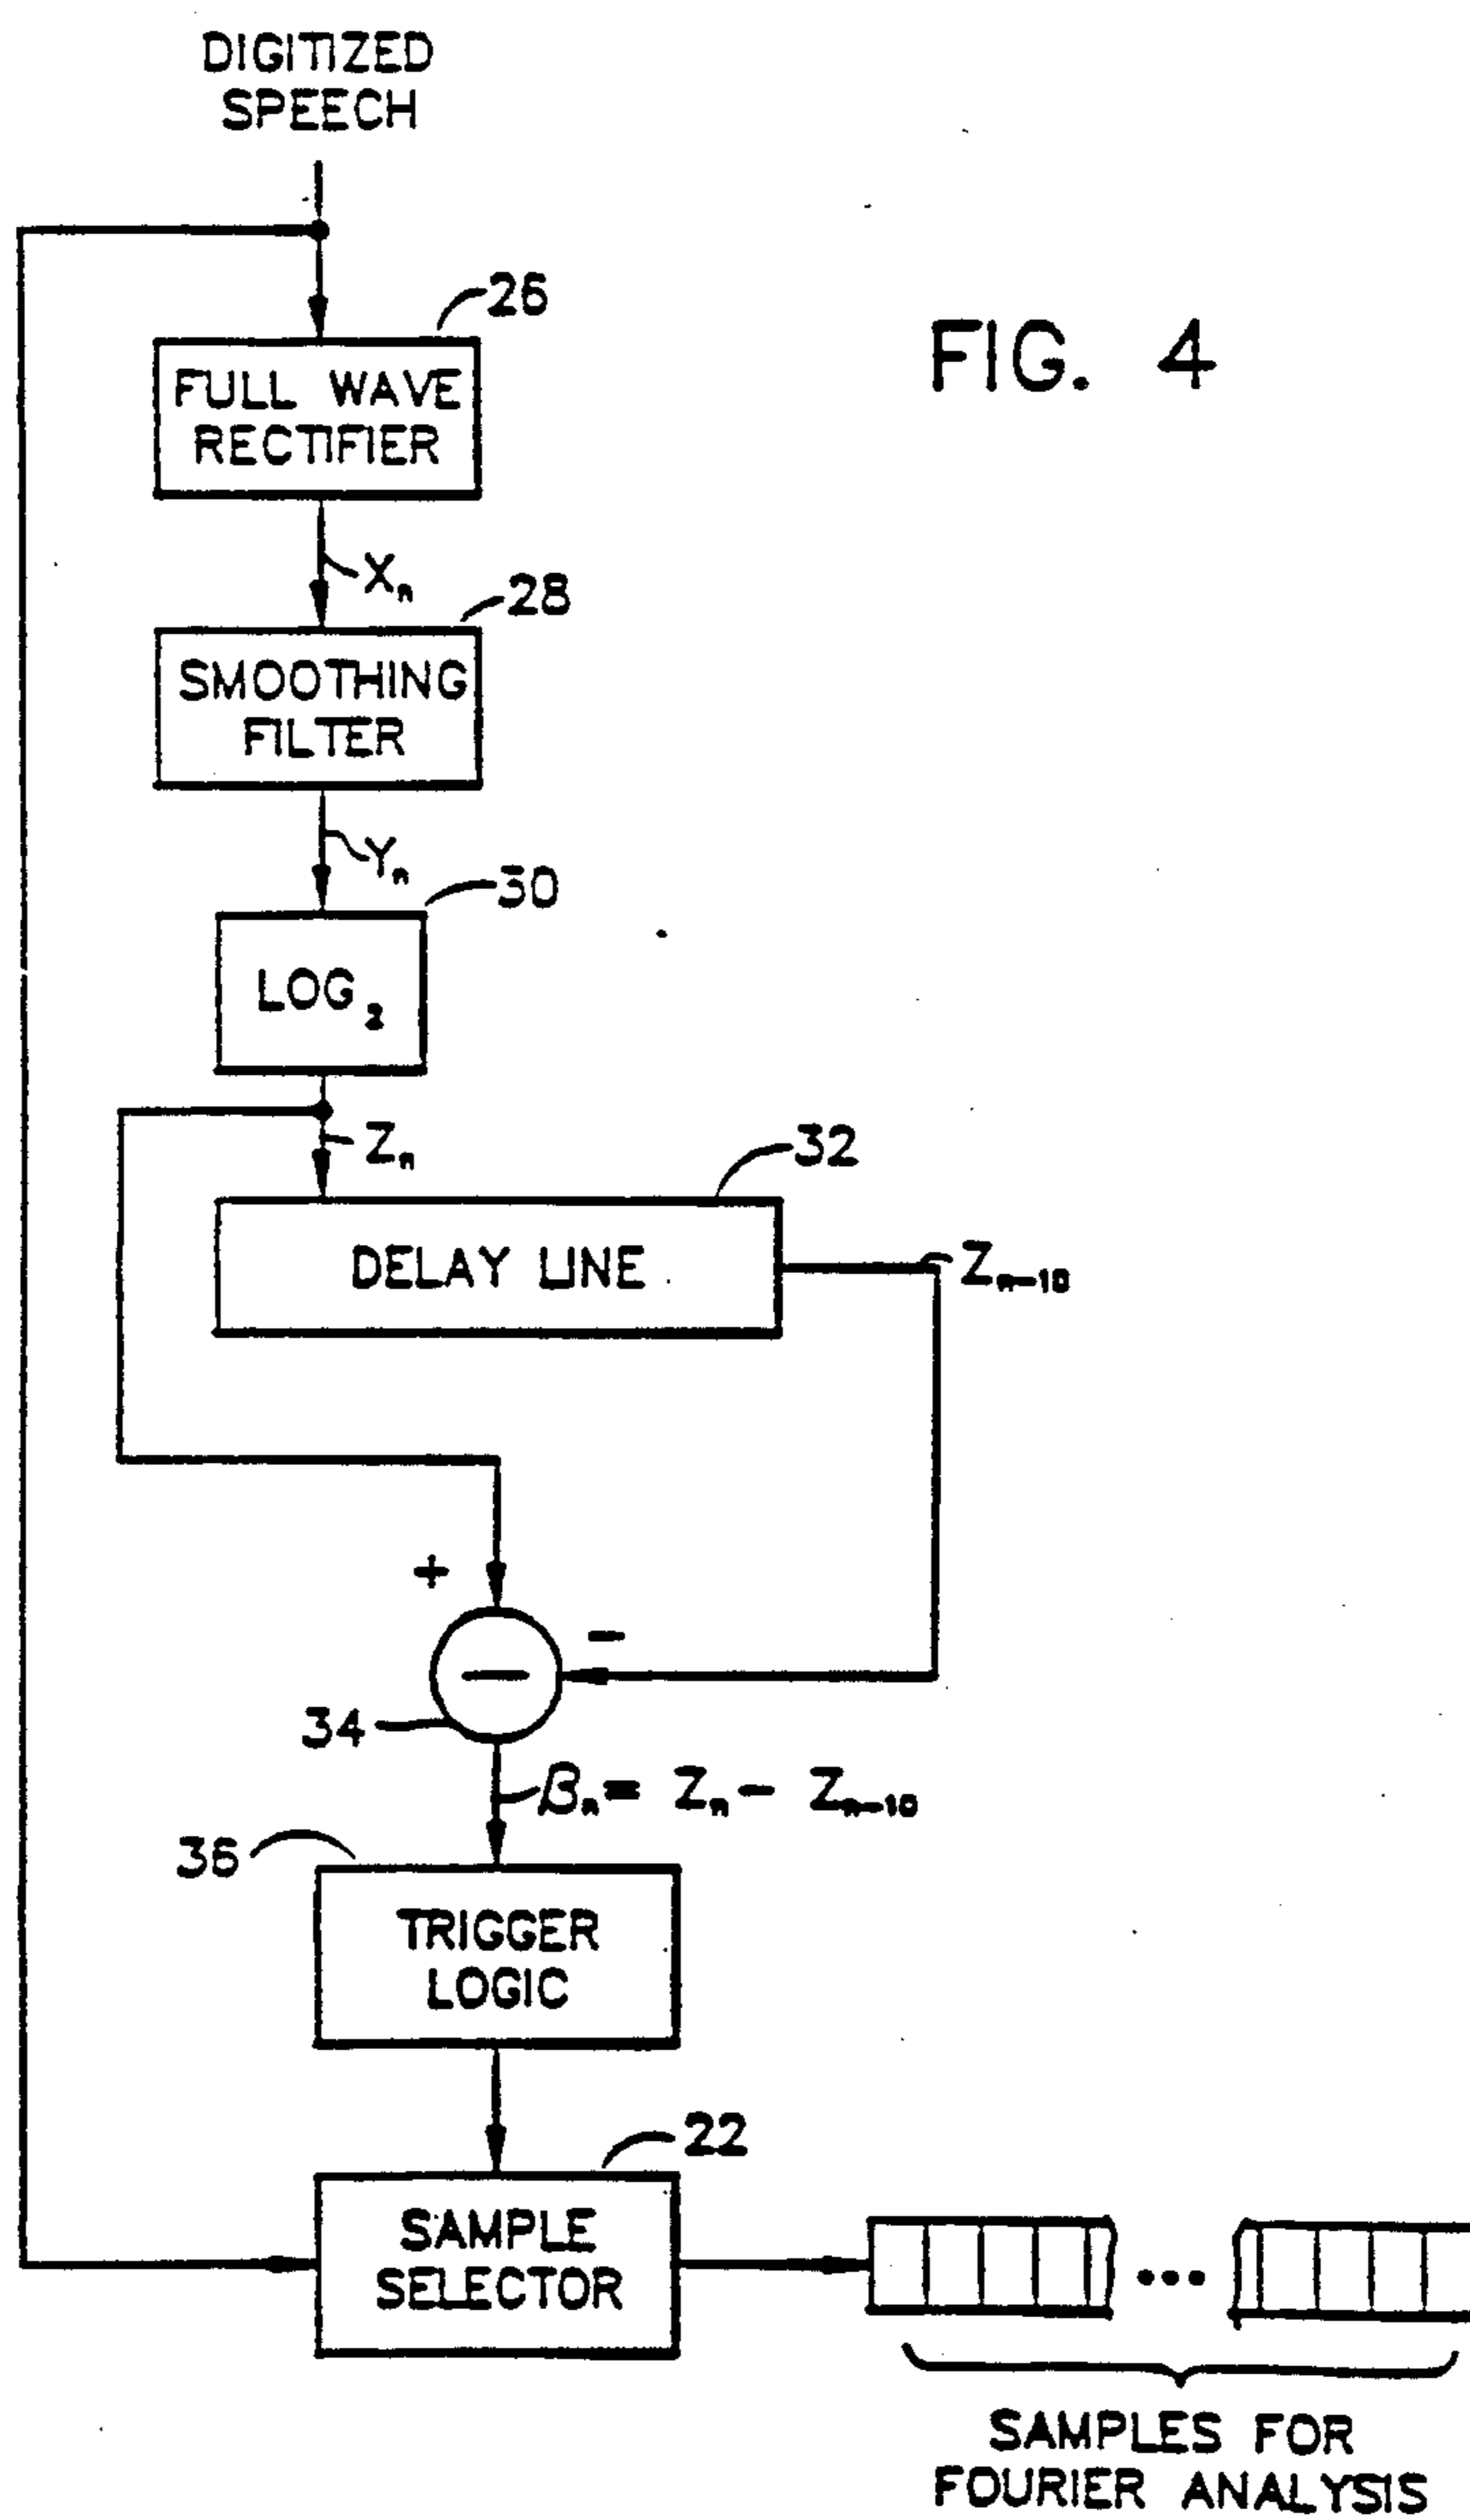 DIGITIZED
SPEECH
26
FIG. 4
FULL WAVE
RECTIFIER
Xn
28
SMOOTHING
FILTER
Yn
30
LOG2
Zn
32
DELAY LINE
Zn-10
+
-
34
βn = Zn - Zn-10
36
TRIGGER
LOGIC
22
SAMPLE
SELECTOR
SAMPLES FOR
FOURIER ANALYSIS